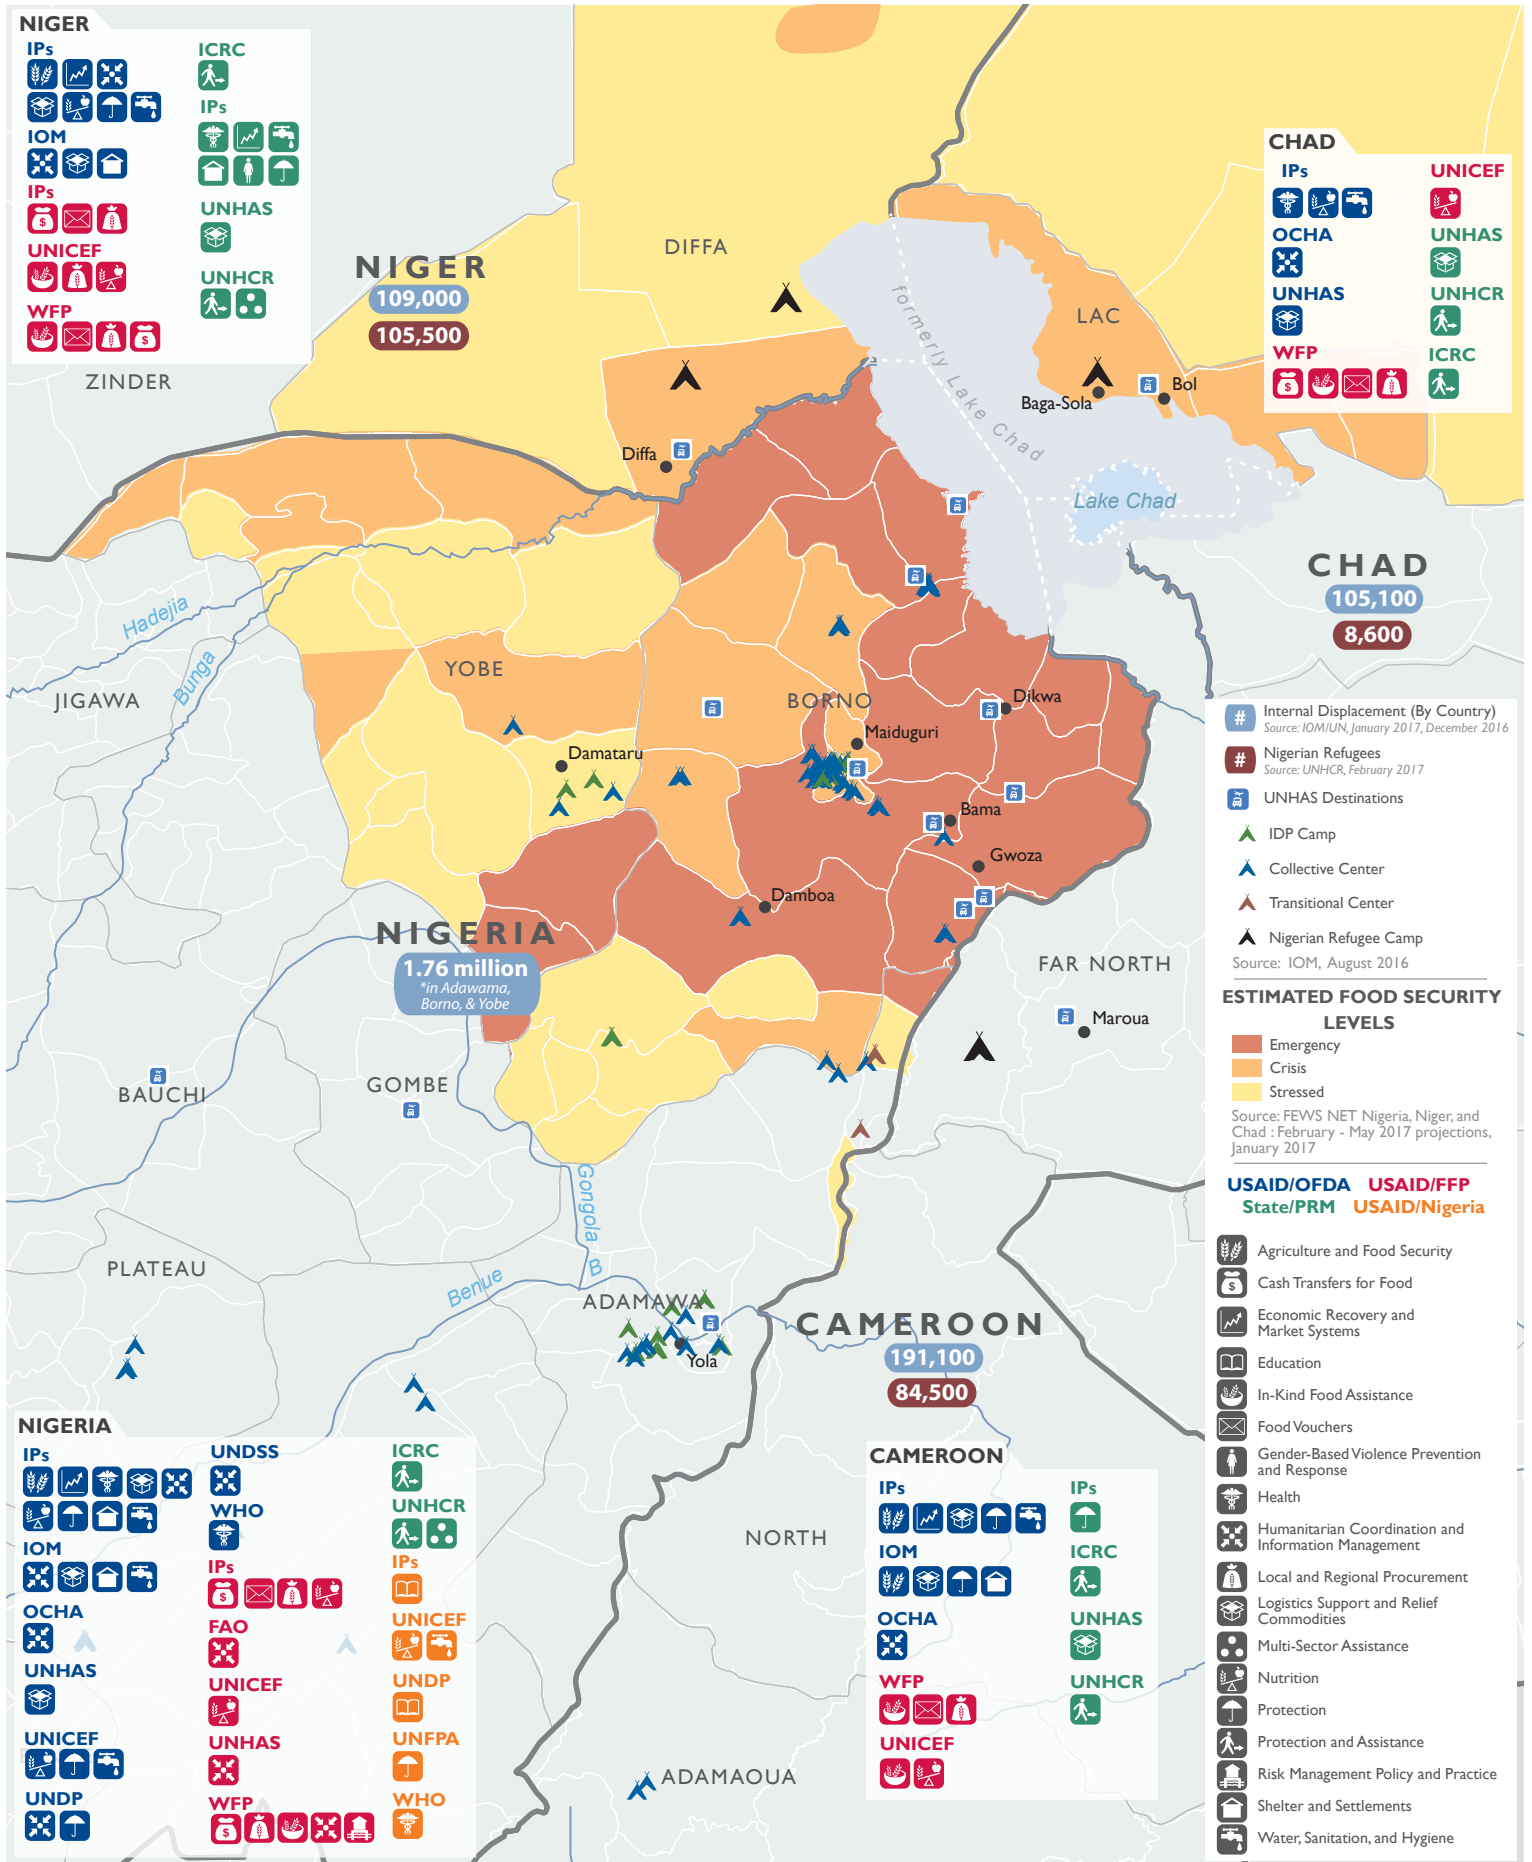 NIGER
IPs
IOM
IPs
UNICEF
WFP
ICRC
IPs
UNHAS
UNHCR
NIGER
109,000
105,500
DIFFA
ZINDER
Diffa
formerly Lake Chad
Lake Chad
LAC
Baga-Sola
Bol
CHAD
IPs
OCHA
UNHAS
WFP
UNICEF
UNHAS
UNHCR
ICRC
CHAD
105,100
8,600
Hadejia
Bunga
JIGAWA
YOBE
BORNO
Dikwa
Maiduguri
Damataru
Bama
Gwoza
Damboa
NIGERIA
1.76 million
*in Adawama,
Borno, & Yobe
FAR NORTH
Maroua
BAUCHI
GOMBE
Gongola
B
PLATEAU
Benue
ADAMAWA
Yola
CAMEROON
191,100
84,500
NORTH
ADAMAOUA
# Internal Displacement (By Country)
Source: IOM/UN, January 2017, December 2016
# Nigerian Refugees
Source: UNHCR, February 2017
UNHAS Destinations
IDP Camp
Collective Center
Transitional Center
Nigerian Refugee Camp
Source: IOM, August 2016
ESTIMATED FOOD SECURITY
LEVELS
Emergency
Crisis
Stressed
Source: FEWS NET Nigeria, Niger, and
Chad : February - May 2017 projections,
January 2017
USAID/OFDA USAID/FFP
State/PRM USAID/Nigeria
Agriculture and Food Security
Cash Transfers for Food
Economic Recovery and
Market Systems
Education
In-Kind Food Assistance
Food Vouchers
Gender-Based Violence Prevention
and Response
Health
Humanitarian Coordination and
Information Management
Local and Regional Procurement
Logistics Support and Relief
Commodities
Multi-Sector Assistance
Nutrition
Protection
Protection and Assistance
Risk Management Policy and Practice
Shelter and Settlements
Water, Sanitation, and Hygiene
NIGERIA
IPs
IOM
OCHA
UNHAS
UNICEF
UNDP
UNDSS
WHO
IPs
FAO
UNICEF
UNHAS
WFP
ICRC
UNHCR
IPs
UNICEF
UNDP
UNFPA
WHO
CAMEROON
IPs
IOM
OCHA
WFP
UNICEF
IPs
ICRC
UNHAS
UNHCR